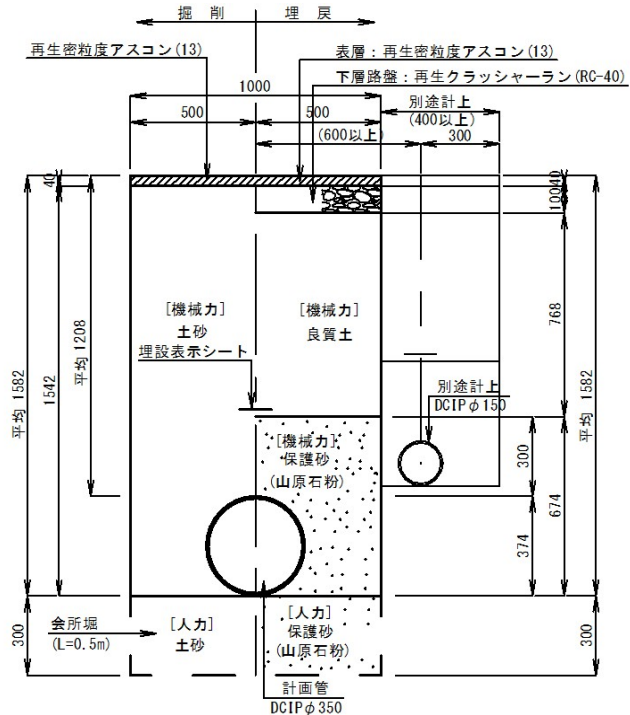 掘削 埋戻
再生密粒度アスコン(13)
表層：再生密粒度アスコン(13)
下層路盤：再生クラッシャーラン(RC-40)
1000
別途計上
(400以上)
500
500
(600以上)
300
40
40
100
平均 1582
1542
平均 1208
768
平均 1582
[機械力]
土砂
[機械力]
良質土
埋設表示シート
別途計上
DCIPφ150
[機械力]
保護砂
(山原石粉)
300
374
674
会所堀
(L=0.5m)
[人力]
土砂
[人力]
保護砂
(山原石粉)
300
300
計画管
DCIPφ350